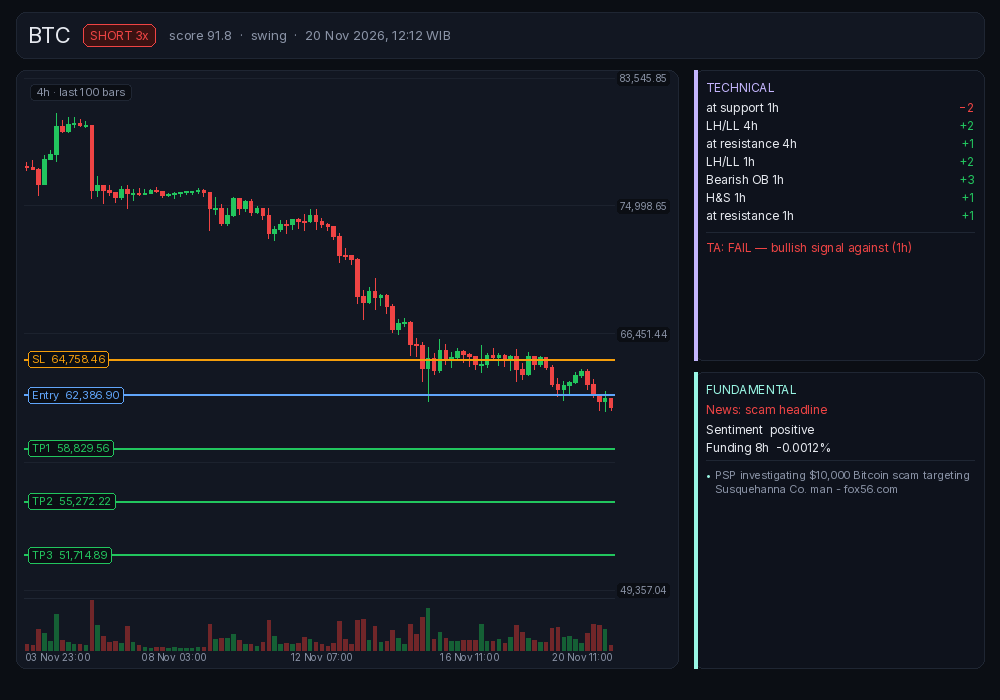 BTC SHORT 3x score 91.8 · swing · 20 Nov 2026, 12:12 WIB
4h · last 100 bars
83,545.85
74,998.65
66,451.44
SL 64,758.46
Entry 62,386.90
TP1 58,829.56
TP2 55,272.22
TP3 51,714.89
49,357.04
03 Nov 23:00 08 Nov 03:00 12 Nov 07:00 16 Nov 11:00 20 Nov 11:00
TECHNICAL
at support 1h −2
LH/LL 4h +2
at resistance 4h +1
LH/LL 1h +2
Bearish OB 1h +3
H&S 1h +1
at resistance 1h +1
TA: FAIL — bullish signal against (1h)
FUNDAMENTAL
News: scam headline
Sentiment positive
Funding 8h -0.0012%
• PSP investigating $10,000 Bitcoin scam targeting
Susquehanna Co. man - fox56.com